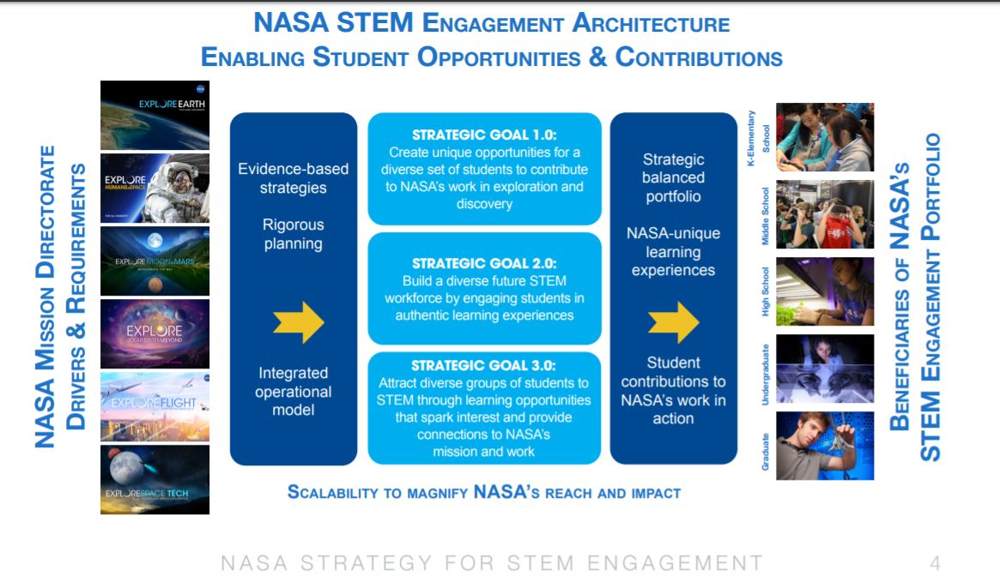 NASA STEM Engagement Architecture
Enabling Student Opportunities & Contributions
NASA Mission Directorate
Drivers & Requirements
EXPLORE EARTH
EXPLORE
HUMANS IN SPACE
EXPLORE MOON to MARS
EXPLORE
SOLAR SYSTEM & BEYOND
EXPLORE FLIGHT
EXPLORE SPACE TECH
Evidence-based
strategies
Rigorous
planning
Integrated
operational
model
STRATEGIC GOAL 1.0:
Create unique opportunities for a
diverse set of students to contribute
to NASA's work in exploration and
discovery
STRATEGIC GOAL 2.0:
Build a diverse future STEM
workforce by engaging students in
authentic learning experiences
STRATEGIC GOAL 3.0:
Attract diverse groups of students to
STEM through learning opportunities
that spark interest and provide
connections to NASA's
mission and work
Strategic
balanced
portfolio
NASA-unique
learning
experiences
Student
contributions to
NASA's work in
action
K-Elementary
School
Middle School
High School
Undergraduate
Graduate
Beneficiaries of NASA's
STEM Engagement Portfolio
Scalability to magnify NASA's reach and impact
NASA STRATEGY FOR STEM ENGAGEMENT
4